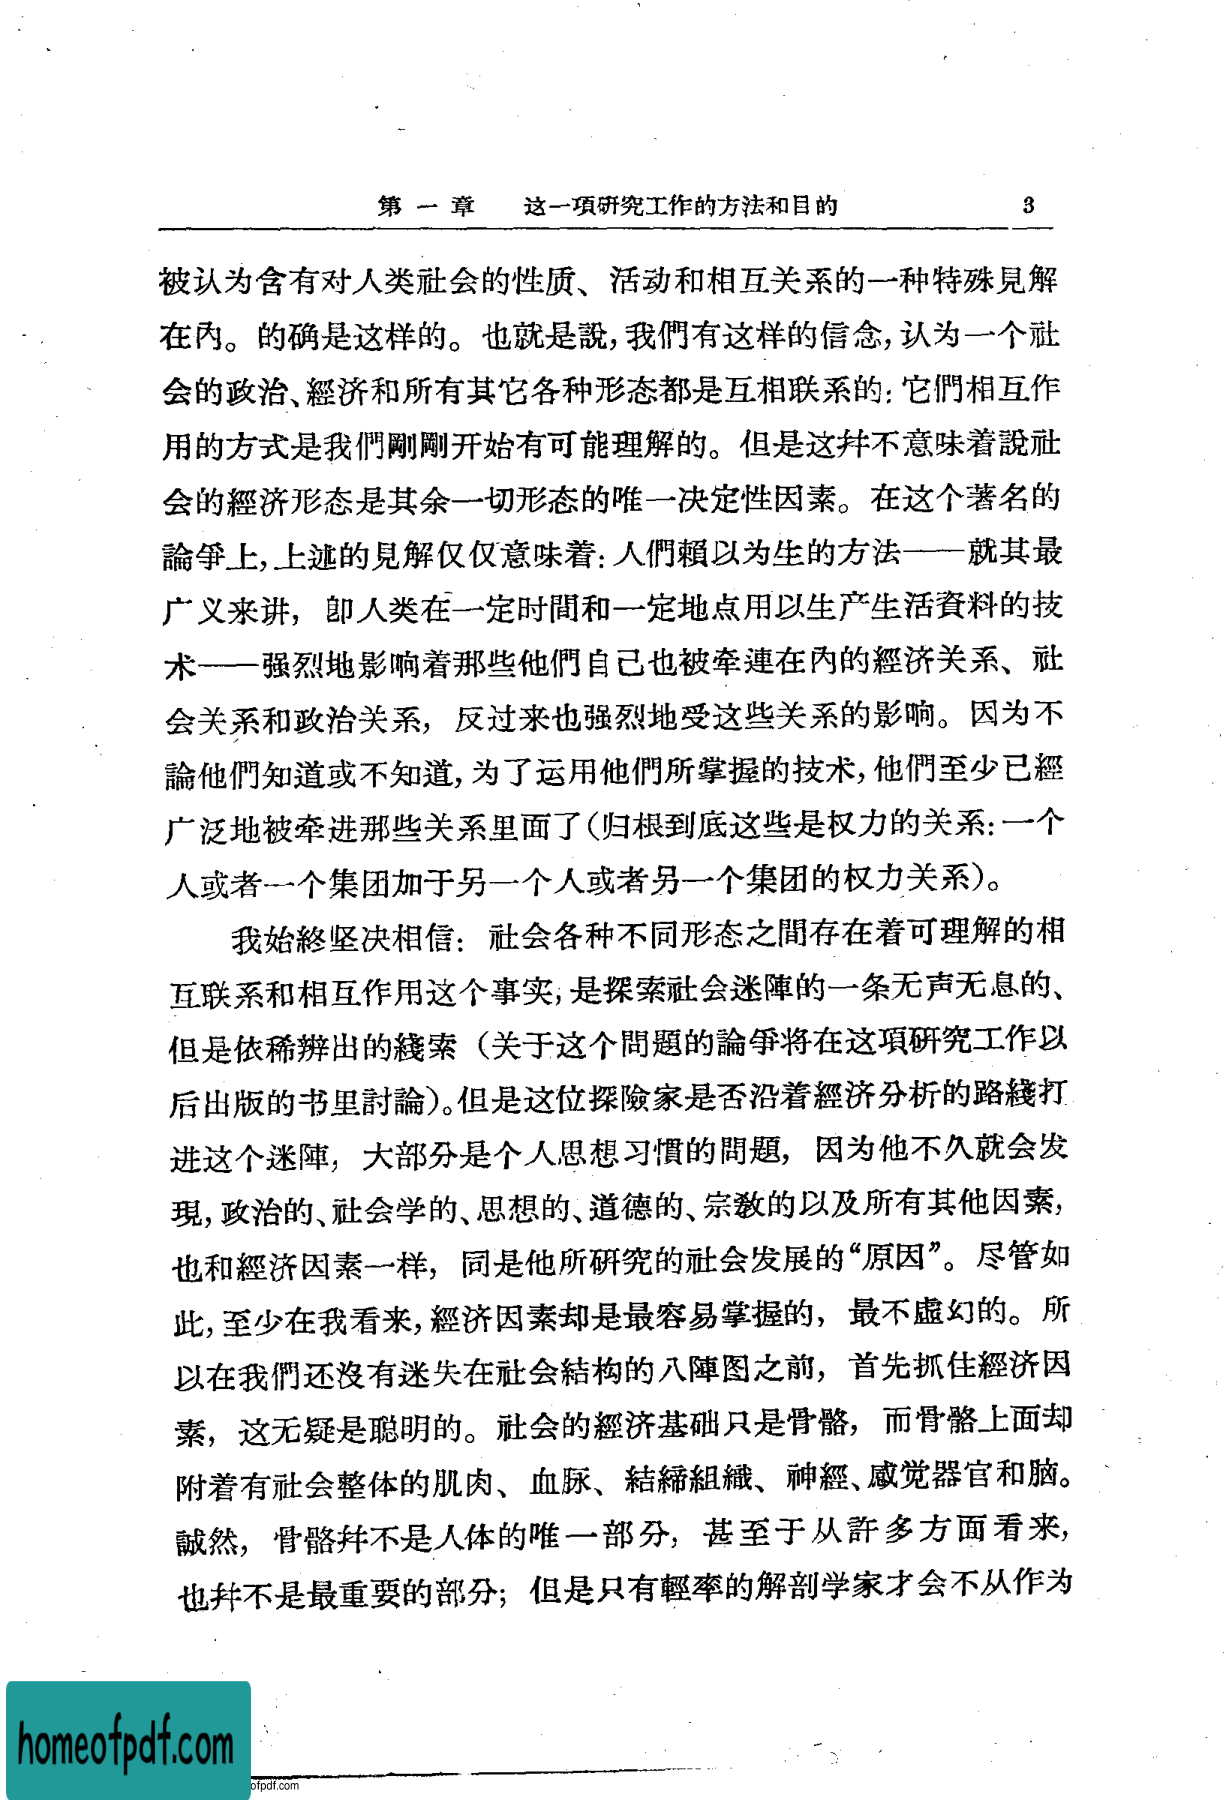 第一章　这一項研究工作的方法和目的　3
被认为含有对人类社会的性质、活动和相互关系的一种特殊見解
在內。的确是这样的。也就是說，我們有这样的信念，认为一个社
会的政治、經济和所有其它各种形态都是互相联系的：它們相互作
用的方式是我們剛剛开始有可能理解的。但是这幷不意味着說社
会的經济形态是其余一切形态的唯一决定性因素。在这个著名的
論爭上，上述的見解仅仅意味着：人們賴以为生的方法——就其最
广义来讲，卽人类在一定时間和一定地点用以生产生活資料的技
术——强烈地影响着那些他們自己也被牵連在內的經济关系、社
会关系和政治关系，反过来也强烈地受这些关系的影响。因为不
論他們知道或不知道，为了运用他們所掌握的技术，他們至少已經
广泛地被牵进那些关系里面了（归根到底这些是权力的关系：一个
人或者一个集团加于另一个人或者另一个集团的权力关系）。
我始終坚决相信：社会各种不同形态之間存在着可理解的相
互联系和相互作用这个事实，是探索社会迷陣的一条无声无息的、
但是依稀辨出的綫索（关于这个問題的論爭将在这項研究工作以
后出版的书里討論）。但是这位探險家是否沿着經济分析的路綫打
进这个迷陣，大部分是个人思想习慣的問題，因为他不久就会发
現，政治的、社会学的、思想的、道德的、宗敎的以及所有其他因素，
也和經济因素一样，同是他所研究的社会发展的“原因”。尽管如
此，至少在我看来，經济因素却是最容易掌握的，最不虛幻的。所
以在我們还沒有迷失在社会結构的八陣图之前，首先抓住經济因
素，这无疑是聪明的。社会的經济基础只是骨骼，而骨骼上面却
附着有社会整体的肌肉、血脉、結締組織、神經、感觉器官和脑。
誠然，骨骼幷不是人体的唯一部分，甚至于从許多方面看来，
也幷不是最重要的部分；但是只有輕率的解剖学家才会不从作为
homeofpdf.com
ofpdf.com